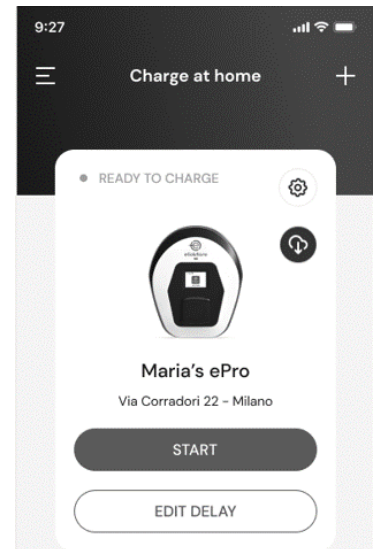 9:27
Charge at home
READY TO CHARGE
Maria's ePro
Via Corradori 22 - Milano
START
EDIT DELAY